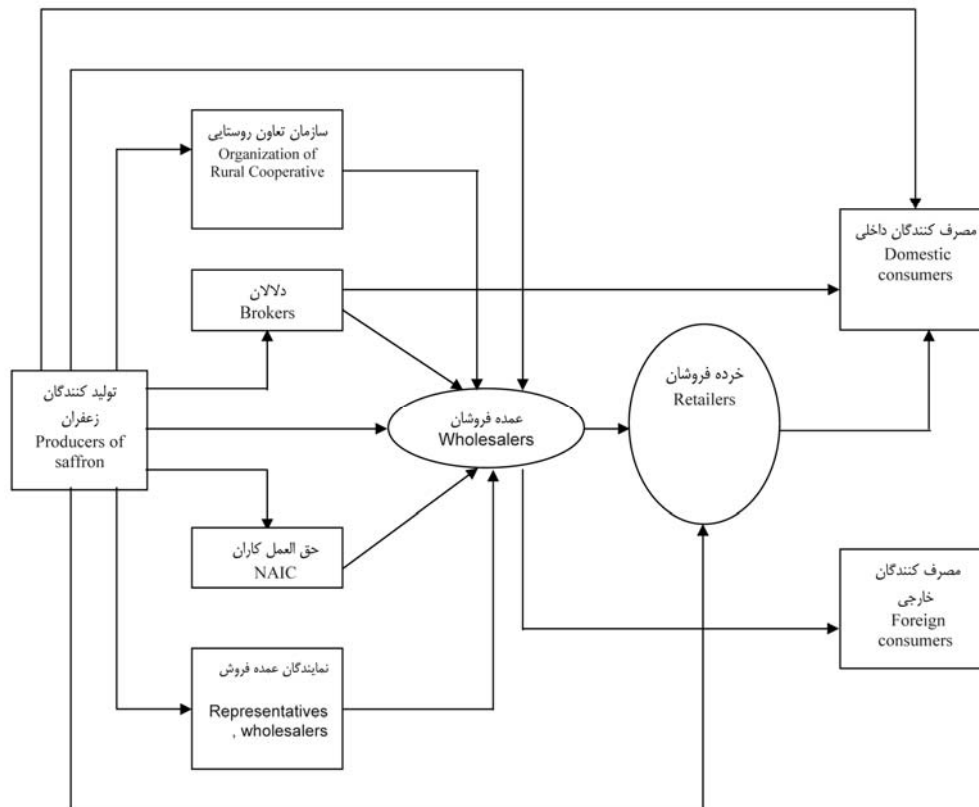 سازمان تعاون روستایی
Organization of
Rural Cooperative
مصرف کنندگان داخلی
Domestic
consumers
دلالان
Brokers
خرده فروشان
Retailers
تولید کنندگان
زعفران
Producers of
saffron
عمده فروشان
Wholesalers
حق العمل کاران
NAIC
مصرف کنندگان
خارجی
Foreign
consumers
نمایندگان عمده فروش
Representatives
, wholesalers